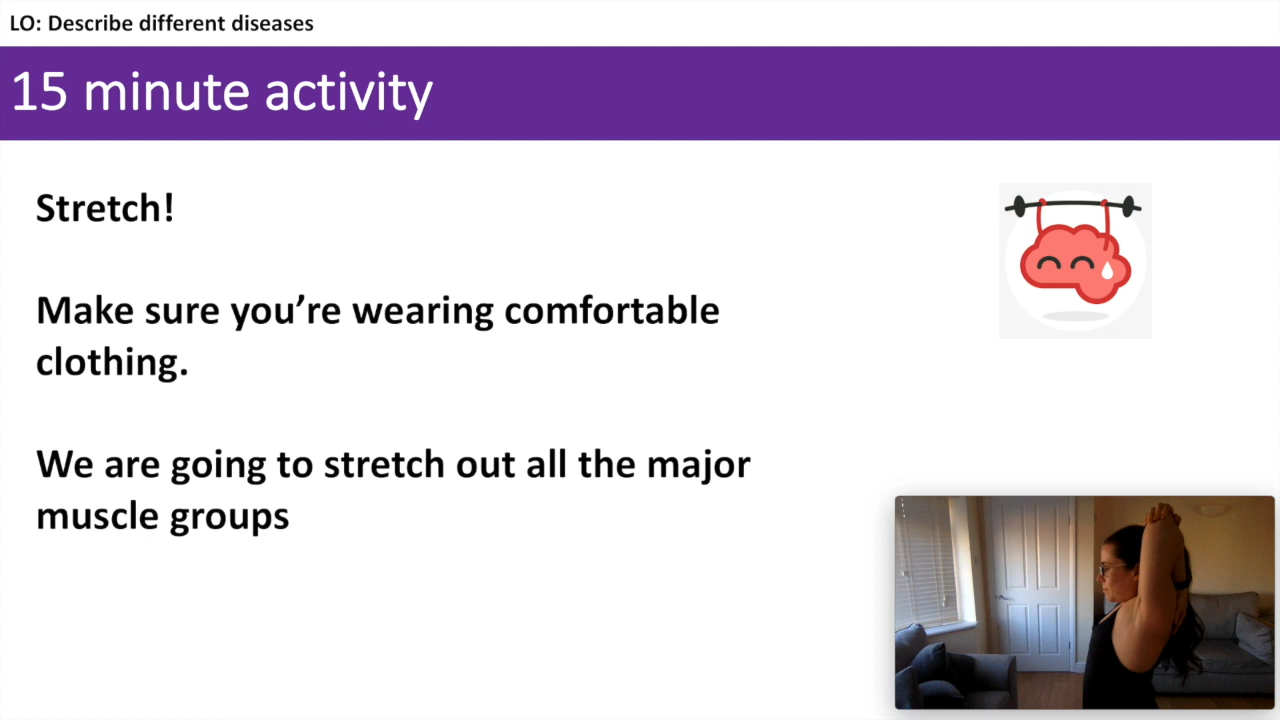 LO: Describe different diseases
15 minute activity
Stretch!
Make sure you’re wearing comfortable
clothing.
We are going to stretch out all the major
muscle groups